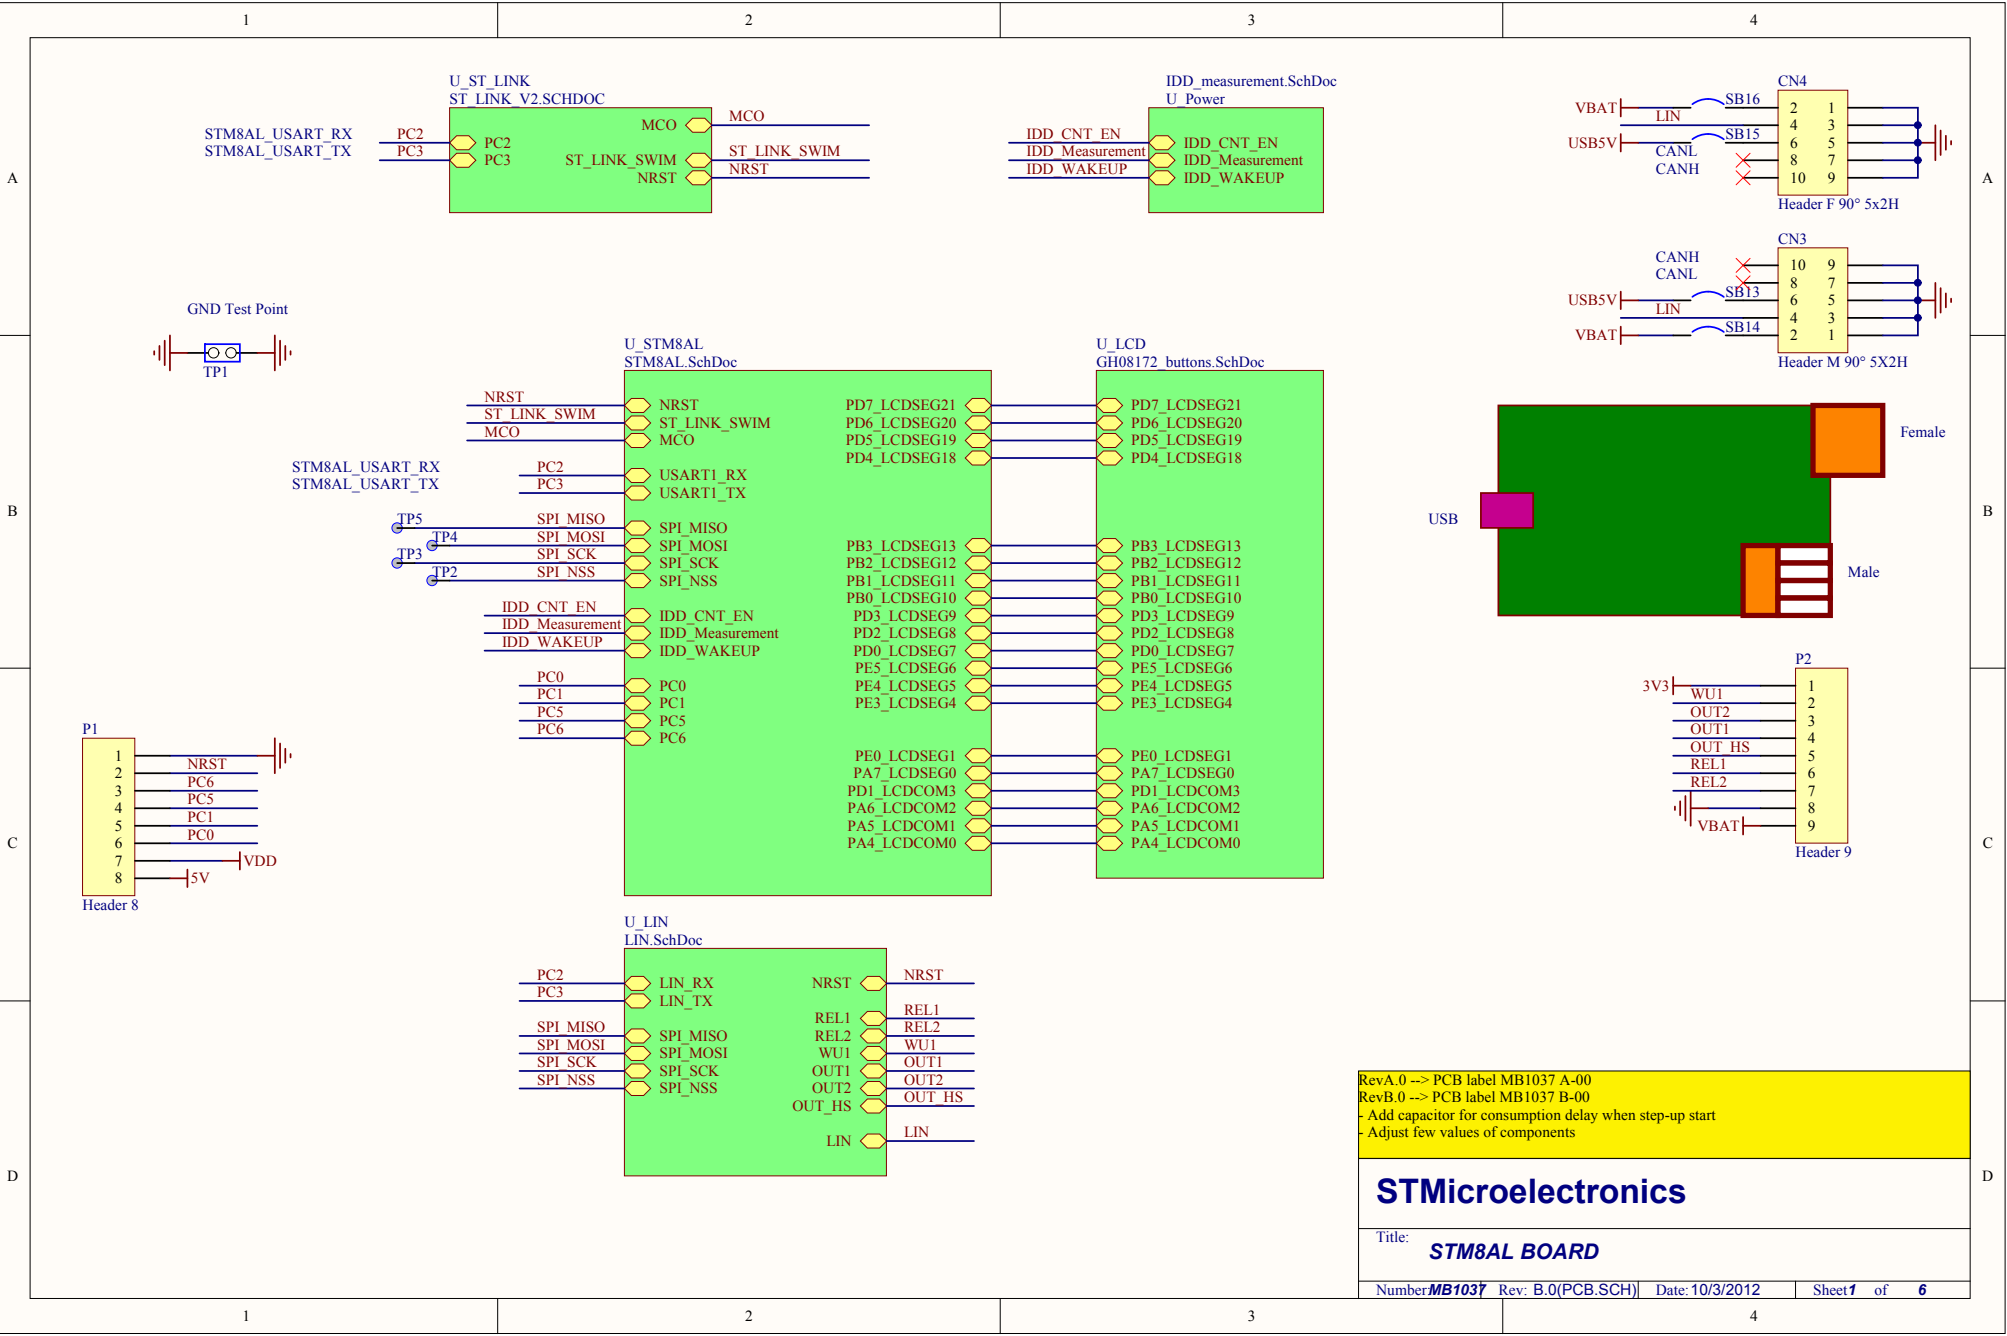 1 2 3 4
A
A
U_ST_LINK
ST_LINK_V2.SCHDOC
STM8AL_USART_RX
STM8AL_USART_TX
PC2
PC3
PC2
PC3
MCO
ST_LINK_SWIM
NRST
MCO
ST_LINK_SWIM
NRST
IDD_measurement.SchDoc
U_Power
IDD_CNT_EN
IDD_Measurement
IDD_WAKEUP
IDD_CNT_EN
IDD_Measurement
IDD_WAKEUP
CN4
VBAT SB16 2 1
LIN 4 3
USB5V SB15 6 5
CANL 8 7
CANH 10 9
Header F 90° 5x2H
CN3
CANH 10 9
CANL 8 7
USB5V SB13 6 5
LIN 4 3
VBAT SB14 2 1
Header M 90° 5X2H
GND Test Point
TP1
B
B
U_STM8AL
STM8AL.SchDoc
NRST NRST
ST_LINK_SWIM ST_LINK_SWIM
MCO MCO
STM8AL_USART_RX PC2 USART1_RX
STM8AL_USART_TX PC3 USART1_TX
TP5 SPI_MISO SPI_MISO
TP4 SPI_MOSI SPI_MOSI
TP3 SPI_SCK SPI_SCK
TP2 SPI_NSS SPI_NSS
IDD_CNT_EN IDD_CNT_EN
IDD_Measurement IDD_Measurement
IDD_WAKEUP IDD_WAKEUP
PC0 PC0
PC1 PC1
PC5 PC5
PC6 PC6
U_LCD
GH08172_buttons.SchDoc
PD7_LCDSEG21 PD7_LCDSEG21
PD6_LCDSEG20 PD6_LCDSEG20
PD5_LCDSEG19 PD5_LCDSEG19
PD4_LCDSEG18 PD4_LCDSEG18
PB3_LCDSEG13 PB3_LCDSEG13
PB2_LCDSEG12 PB2_LCDSEG12
PB1_LCDSEG11 PB1_LCDSEG11
PB0_LCDSEG10 PB0_LCDSEG10
PD3_LCDSEG9 PD3_LCDSEG9
PD2_LCDSEG8 PD2_LCDSEG8
PD0_LCDSEG7 PD0_LCDSEG7
PE5_LCDSEG6 PE5_LCDSEG6
PE4_LCDSEG5 PE4_LCDSEG5
PE3_LCDSEG4 PE3_LCDSEG4
PE0_LCDSEG1 PE0_LCDSEG1
PA7_LCDSEG0 PA7_LCDSEG0
PD1_LCDCOM3 PD1_LCDCOM3
PA6_LCDCOM2 PA6_LCDCOM2
PA5_LCDCOM1 PA5_LCDCOM1
PA4_LCDCOM0 PA4_LCDCOM0
Female
USB
Male
C
C
P1
1
2 NRST
3 PC6
4 PC5
5 PC1
6 PC0
7 VDD
8 5V
Header 8
P2
3V3 1
WU1 2
OUT2 3
OUT1 4
OUT_HS 5
REL1 6
REL2 7
8
VBAT 9
Header 9
U_LIN
LIN.SchDoc
PC2 LIN_RX
PC3 LIN_TX
SPI_MISO SPI_MISO
SPI_MOSI SPI_MOSI
SPI_SCK SPI_SCK
SPI_NSS SPI_NSS
NRST NRST
REL1 REL1
REL2 REL2
WU1 WU1
OUT1 OUT1
OUT2 OUT2
OUT_HS OUT_HS
LIN LIN
D
D
RevA.0 --> PCB label MB1037 A-00
RevB.0 --> PCB label MB1037 B-00
- Add capacitor for consumption delay when step-up start
- Adjust few values of components
STMicroelectronics
Title:
STM8AL BOARD
Number:MB1037 Rev: B.0(PCB.SCH) Date:10/3/2012 Sheet 1 of 6
1 2 3 4